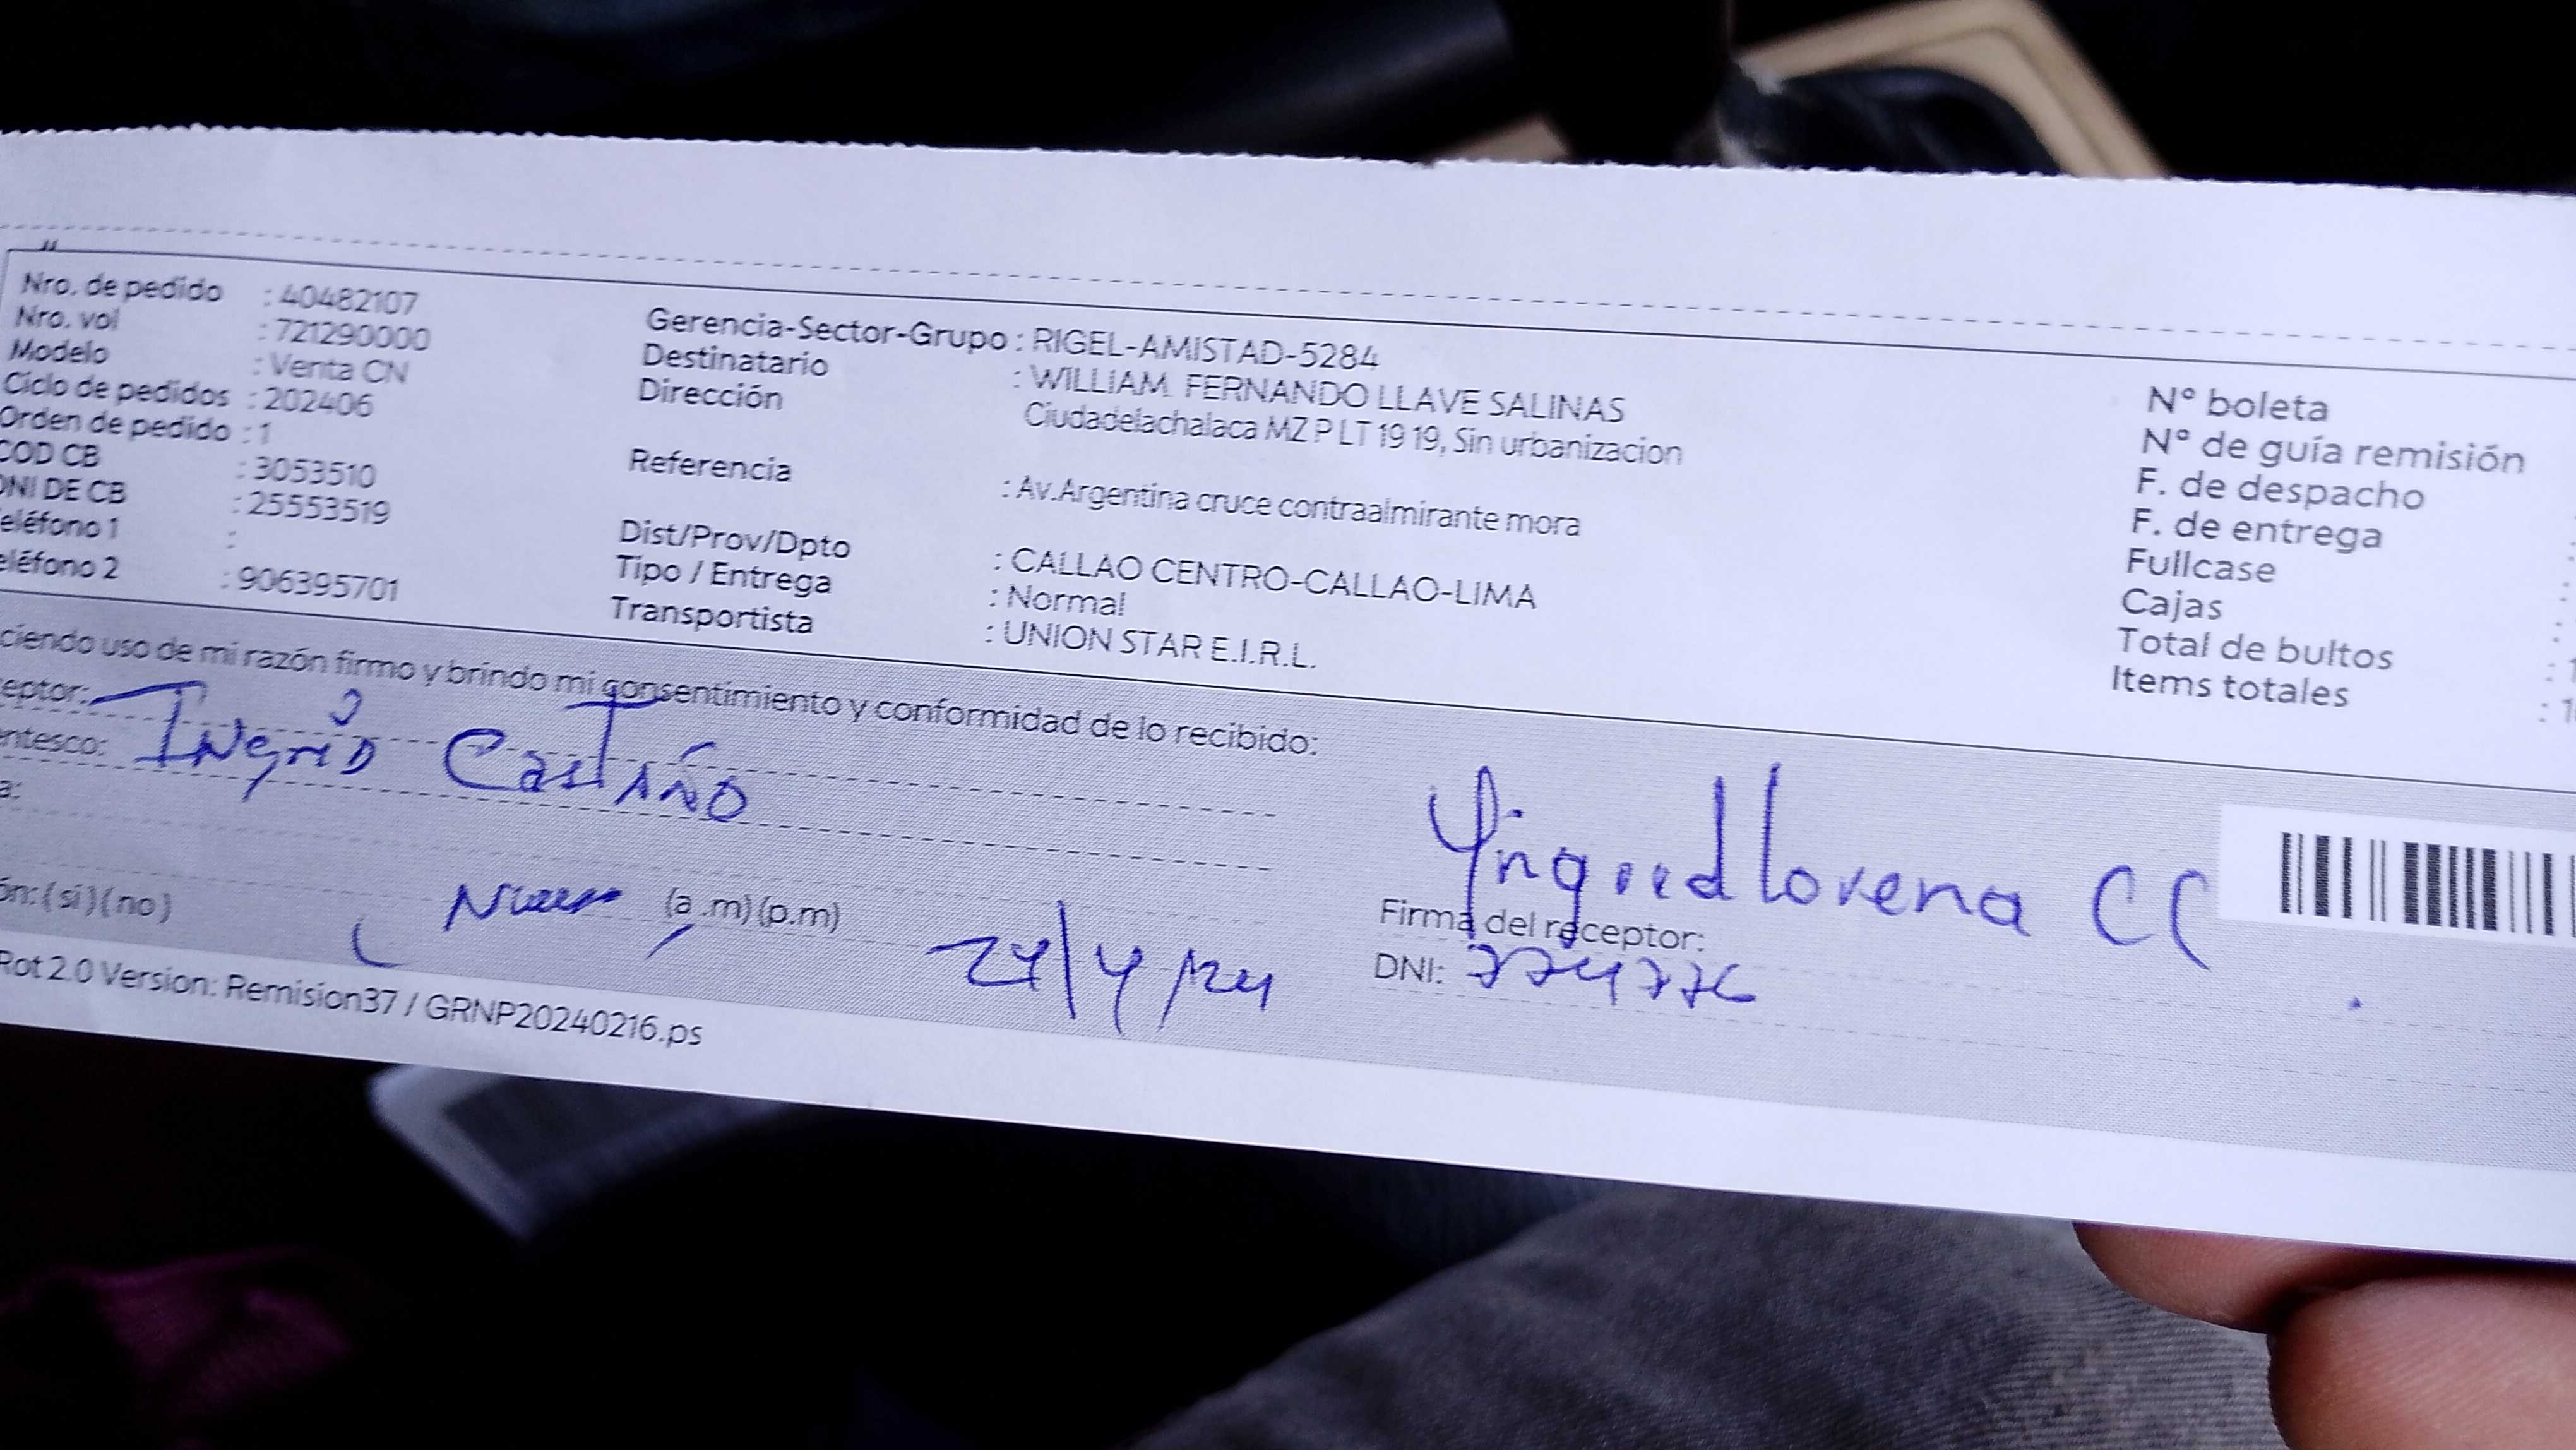 Nro. de pedido : 40482107
Nro. vol : 721290000
Modelo : Venta CN
Ciclo de pedidos : 202406
Orden de pedido : 1
COD CB : 3053510
DNI DE CB : 25553519
eléfono 1 :
eléfono 2 : 906395701
Gerencia-Sector-Grupo : RIGEL-AMISTAD-5284
Destinatario : WILLIAM FERNANDO LLAVE SALINAS
Dirección Ciudadelachalaca MZ P LT 19 19, Sin urbanizacion
Referencia : Av.Argentina cruce contraalmirante mora
Dist/Prov/Dpto : CALLAO CENTRO-CALLAO-LIMA
Tipo / Entrega : Normal
Transportista : UNION STAR E.I.R.L.
N° boleta
N° de guía remisión
F. de despacho
F. de entrega
Fullcase :
Cajas :
Total de bultos : 1
Items totales : 1
ciendo uso de mi razón firmo y brindo mi consentimiento y conformidad de lo recibido:
eptor:
entesco: Ingrid Castaño
a:
ón: (si) (no) (a .m) (p.m) 24/4/24
Lorena CC
Firma del receptor:
DNI:
Rot 2.0 Version: Remision37 / GRNP20240216.ps